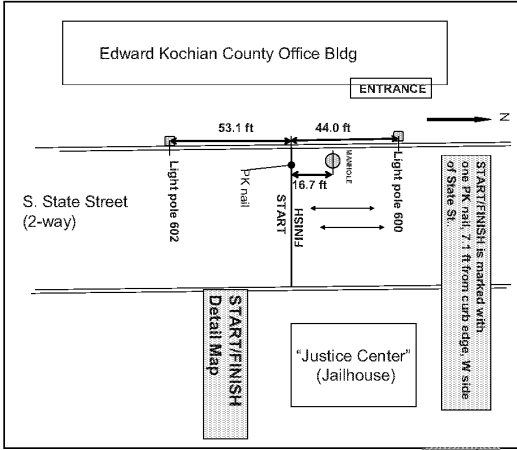 Edward Kochian County Office Bldg
ENTRANCE
53.1 ft
44.0 ft
N
Light pole 602
PK nail
MANHOLE
16.7 ft
Light pole 600
S. State Street
(2-way)
START
FINISH
START/FINISH is marked with
one PK nail, 7.1 ft from curb edge, W side
of State St.
START/FINISH
Detail Map
"Justice Center"
(Jailhouse)